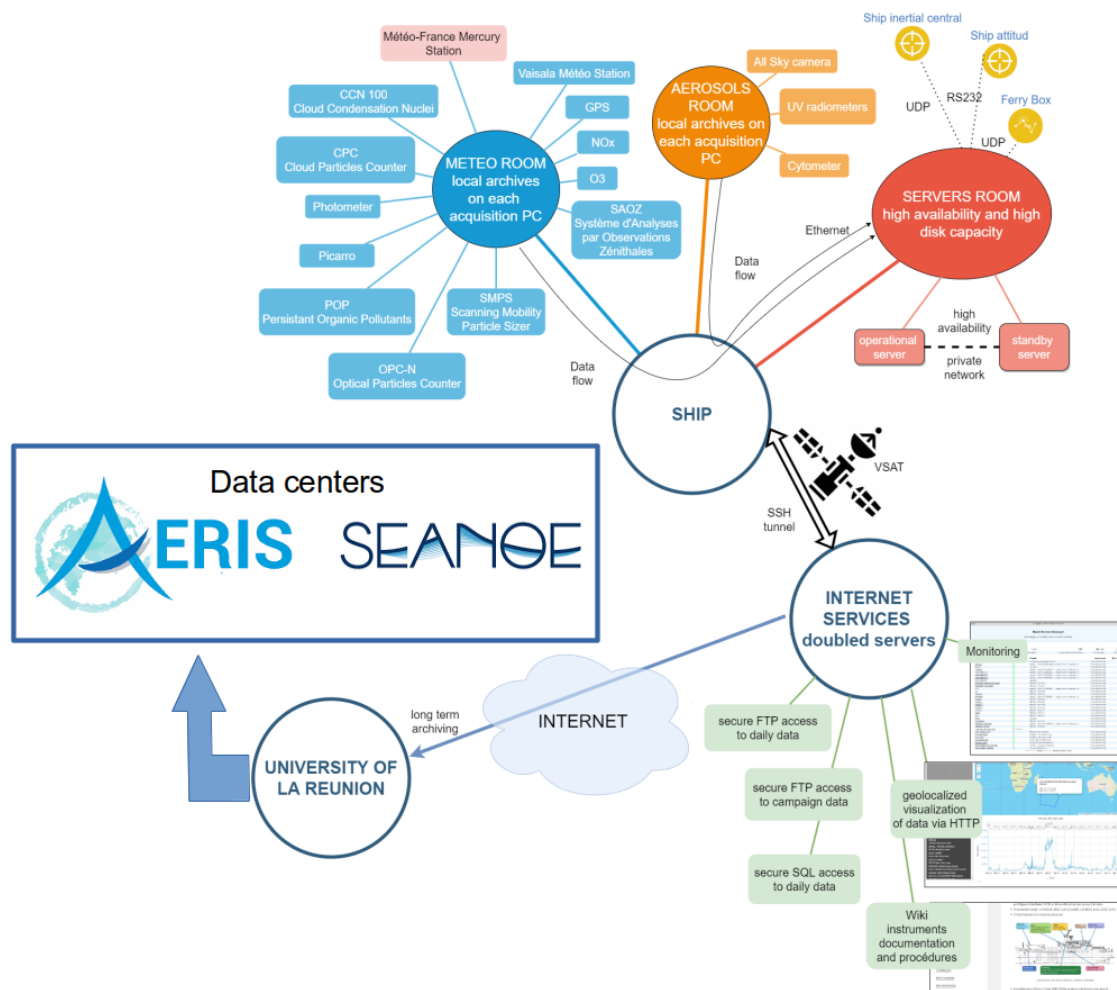 Ship inertial central
Ship attitud
Météo-France Mercury
Station
All Sky camera
Vaisala Météo Station
AEROSOLS
ROOM
local archives on
each acquisition
PC
RS232
CCN 100
Cloud Condensation Nuclei
GPS
UV radiometers
UDP
Ferry Box
NOx
UDP
CPC
Cloud Particles Counter
METEO ROOM
local archives
on each
acquisition PC
Cytometer
O3
SERVERS ROOM
high availability and high
disk capacity
Photometer
SAOZ
Système d'Analyses
par Observations
Zénithales
Ethernet
Picarro
Data
flow
POP
Persistant Organic Pollutants
SMPS
Scanning Mobility
Particle Sizer
high
availability
operational
server
standby
server
private
network
OPC-N
Optical Particles Counter
Data
flow
SHIP
VSAT
Data centers
SSH
tunnel
AERIS
SEANOE
INTERNET
SERVICES
doubled servers
Monitoring
INTERNET
long term
archiving
secure FTP access
to daily data
UNIVERSITY OF
LA REUNION
secure FTP access
to campaign data
geolocalized
visualization
of data via HTTP
secure SQL access
to daily data
Wiki
instruments
documentation
and procédures